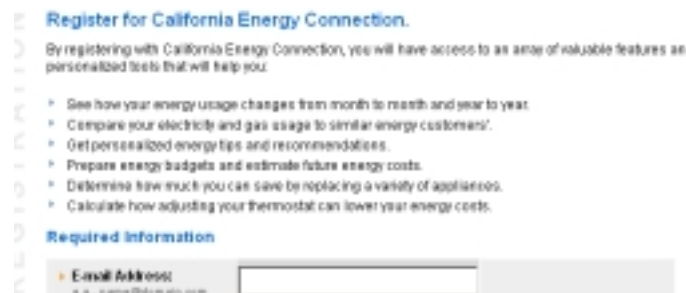 Register for California Energy Connection.
By registering with California Energy Connection, you will have access to an array of valuable features an
personalized tools that will help you:
See how your energy usage changes from month to month and year to year.
Compare your electricity and gas usage to similar energy customers'.
Get personalized energy tips and recommendations.
Prepare energy budgets and estimate future energy costs.
Determine how much you can save by replacing a variety of appliances.
Calculate how adjusting your thermostat can lower your energy costs.
Required Information
E-mail Address:
REGISTRATION